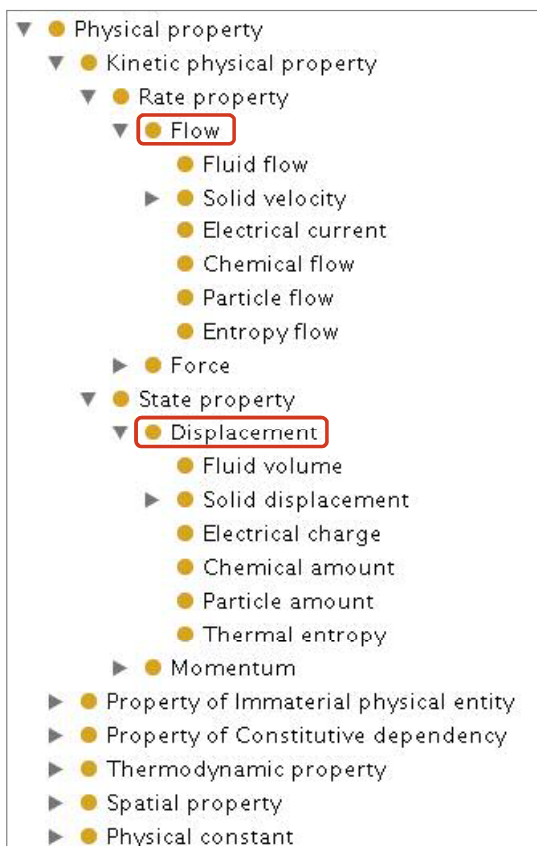 Physical property
Kinetic physical property
Rate property
Flow
Fluid flow
Solid velocity
Electrical current
Chemical flow
Particle flow
Entropy flow
Force
State property
Displacement
Fluid volume
Solid displacement
Electrical charge
Chemical amount
Particle amount
Thermal entropy
Momentum
Property of Immaterial physical entity
Property of Constitutive dependency
Thermodynamic property
Spatial property
Physical constant